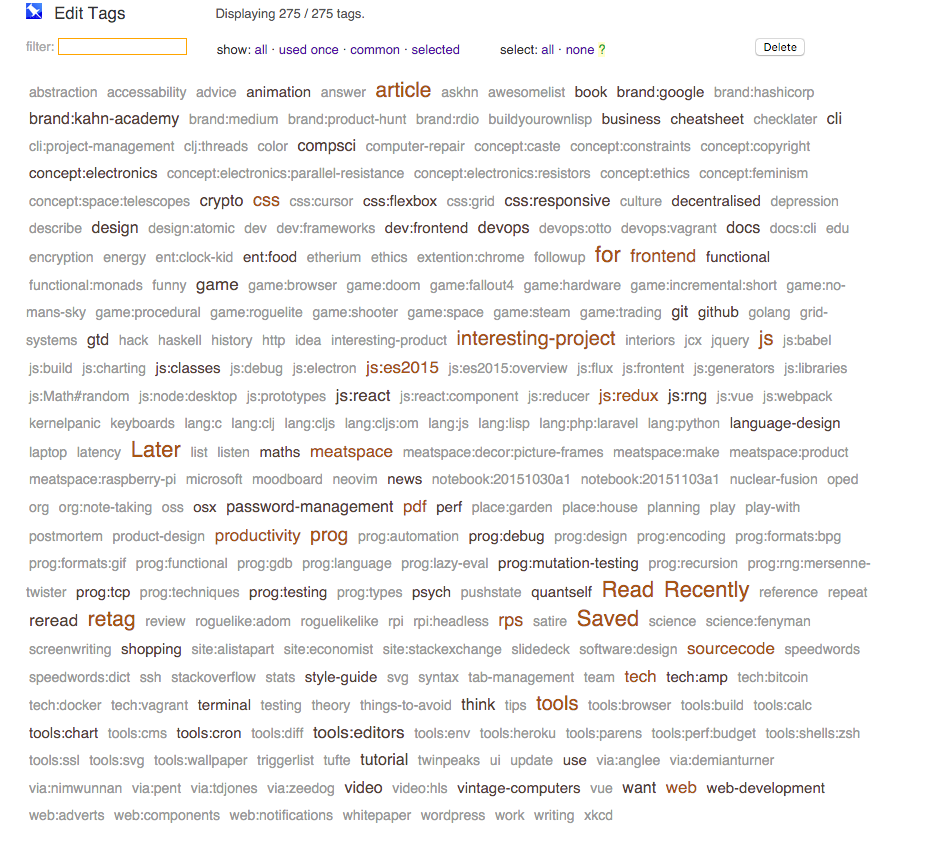 Edit Tags Displaying 275 / 275 tags.
filter: show: all · used once · common · selected select: all · none ? Delete
abstraction accessability advice animation answer article askhn awesomelist book brand:google brand:hashicorp
brand:kahn-academy brand:medium brand:product-hunt brand:rdio buildyourownlisp business cheatsheet checklater cli
cli:project-management clj:threads color compsci computer-repair concept:caste concept:constraints concept:copyright
concept:electronics concept:electronics:parallel-resistance concept:electronics:resistors concept:ethics concept:feminism
concept:space:telescopes crypto css css:cursor css:flexbox css:grid css:responsive culture decentralised depression
describe design design:atomic dev dev:frameworks dev:frontend devops devops:otto devops:vagrant docs docs:cli edu
encryption energy ent:clock-kid ent:food etherium ethics extention:chrome followup for frontend functional
functional:monads funny game game:browser game:doom game:fallout4 game:hardware game:incremental:short game:no-
mans-sky game:procedural game:roguelite game:shooter game:space game:steam game:trading git github golang grid-
systems gtd hack haskell history http idea interesting-product interesting-project interiors jcx jquery js js:babel
js:build js:charting js:classes js:debug js:electron js:es2015 js:es2015:overview js:flux js:frontent js:generators js:libraries
js:Math#random js:node:desktop js:prototypes js:react js:react:component js:reducer js:redux js:rng js:vue js:webpack
kernelpanic keyboards lang:c lang:clj lang:cljs lang:cljs:om lang:js lang:lisp lang:php:laravel lang:python language-design
laptop latency Later list listen maths meatspace meatspace:decor:picture-frames meatspace:make meatspace:product
meatspace:raspberry-pi microsoft moodboard neovim news notebook:20151030a1 notebook:20151103a1 nuclear-fusion oped
org org:note-taking oss osx password-management pdf perf place:garden place:house planning play play-with
postmortem product-design productivity prog prog:automation prog:debug prog:design prog:encoding prog:formats:bpg
prog:formats:gif prog:functional prog:gdb prog:language prog:lazy-eval prog:mutation-testing prog:recursion prog:rng:mersenne-
twister prog:tcp prog:techniques prog:testing prog:types psych pushstate quantself Read Recently reference repeat
reread retag review roguelike:adom roguelikelike rpi rpi:headless rps satire Saved science science:fenyman
screenwriting shopping site:alistapart site:economist site:stackexchange slidedeck software:design sourcecode speedwords
speedwords:dict ssh stackoverflow stats style-guide svg syntax tab-management team tech tech:amp tech:bitcoin
tech:docker tech:vagrant terminal testing theory things-to-avoid think tips tools tools:browser tools:build tools:calc
tools:chart tools:cms tools:cron tools:diff tools:editors tools:env tools:heroku tools:parens tools:perf:budget tools:shells:zsh
tools:ssl tools:svg tools:wallpaper triggerlist tufte tutorial twinpeaks ui update use via:anglee via:demianturner
via:nimwunnan via:pent via:tdjones via:zeedog video video:hls vintage-computers vue want web web-development
web:adverts web:components web:notifications whitepaper wordpress work writing xkcd